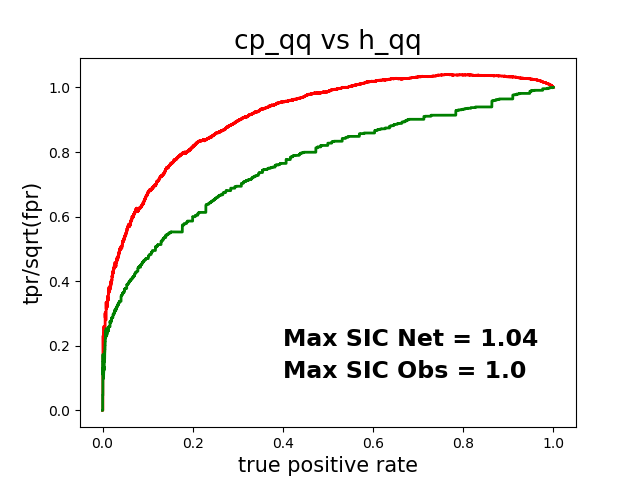 cp_qq vs h_qq
tpr/sqrt(fpr)
1.0
0.8
0.6
0.4
0.2
0.0
Max SIC Net = 1.04
Max SIC Obs = 1.0
0.0 0.2 0.4 0.6 0.8 1.0
true positive rate